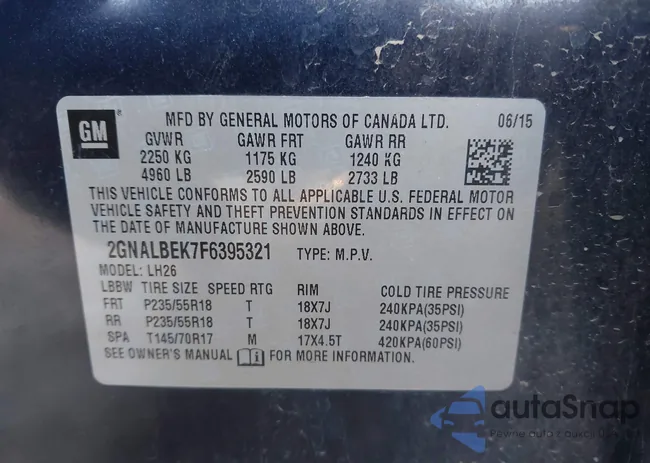 GM
MFD BY GENERAL MOTORS OF CANADA LTD. 06/15
GVWR GAWR FRT GAWR RR
2250 KG 1175 KG 1240 KG
4960 LB 2590 LB 2733 LB
THIS VEHICLE CONFORMS TO ALL APPLICABLE U.S. FEDERAL MOTOR
VEHICLE SAFETY AND THEFT PREVENTION STANDARDS IN EFFECT ON
THE DATE OF MANUFACTURE SHOWN ABOVE.
2GNALBEK7F6395321 TYPE: M.P.V.
MODEL: LH26
LBBW TIRE SIZE SPEED RTG RIM COLD TIRE PRESSURE
FRT P235/55R18 T 18X7J 240KPA(35PSI)
RR P235/55R18 T 18X7J 240KPA(35PSI)
SPA T145/70R17 M 17X4.5T 420KPA(60PSI)
SEE OWNER'S MANUAL i FOR MORE INFORMATION.
autaSnap
Pewne auto z aukcji